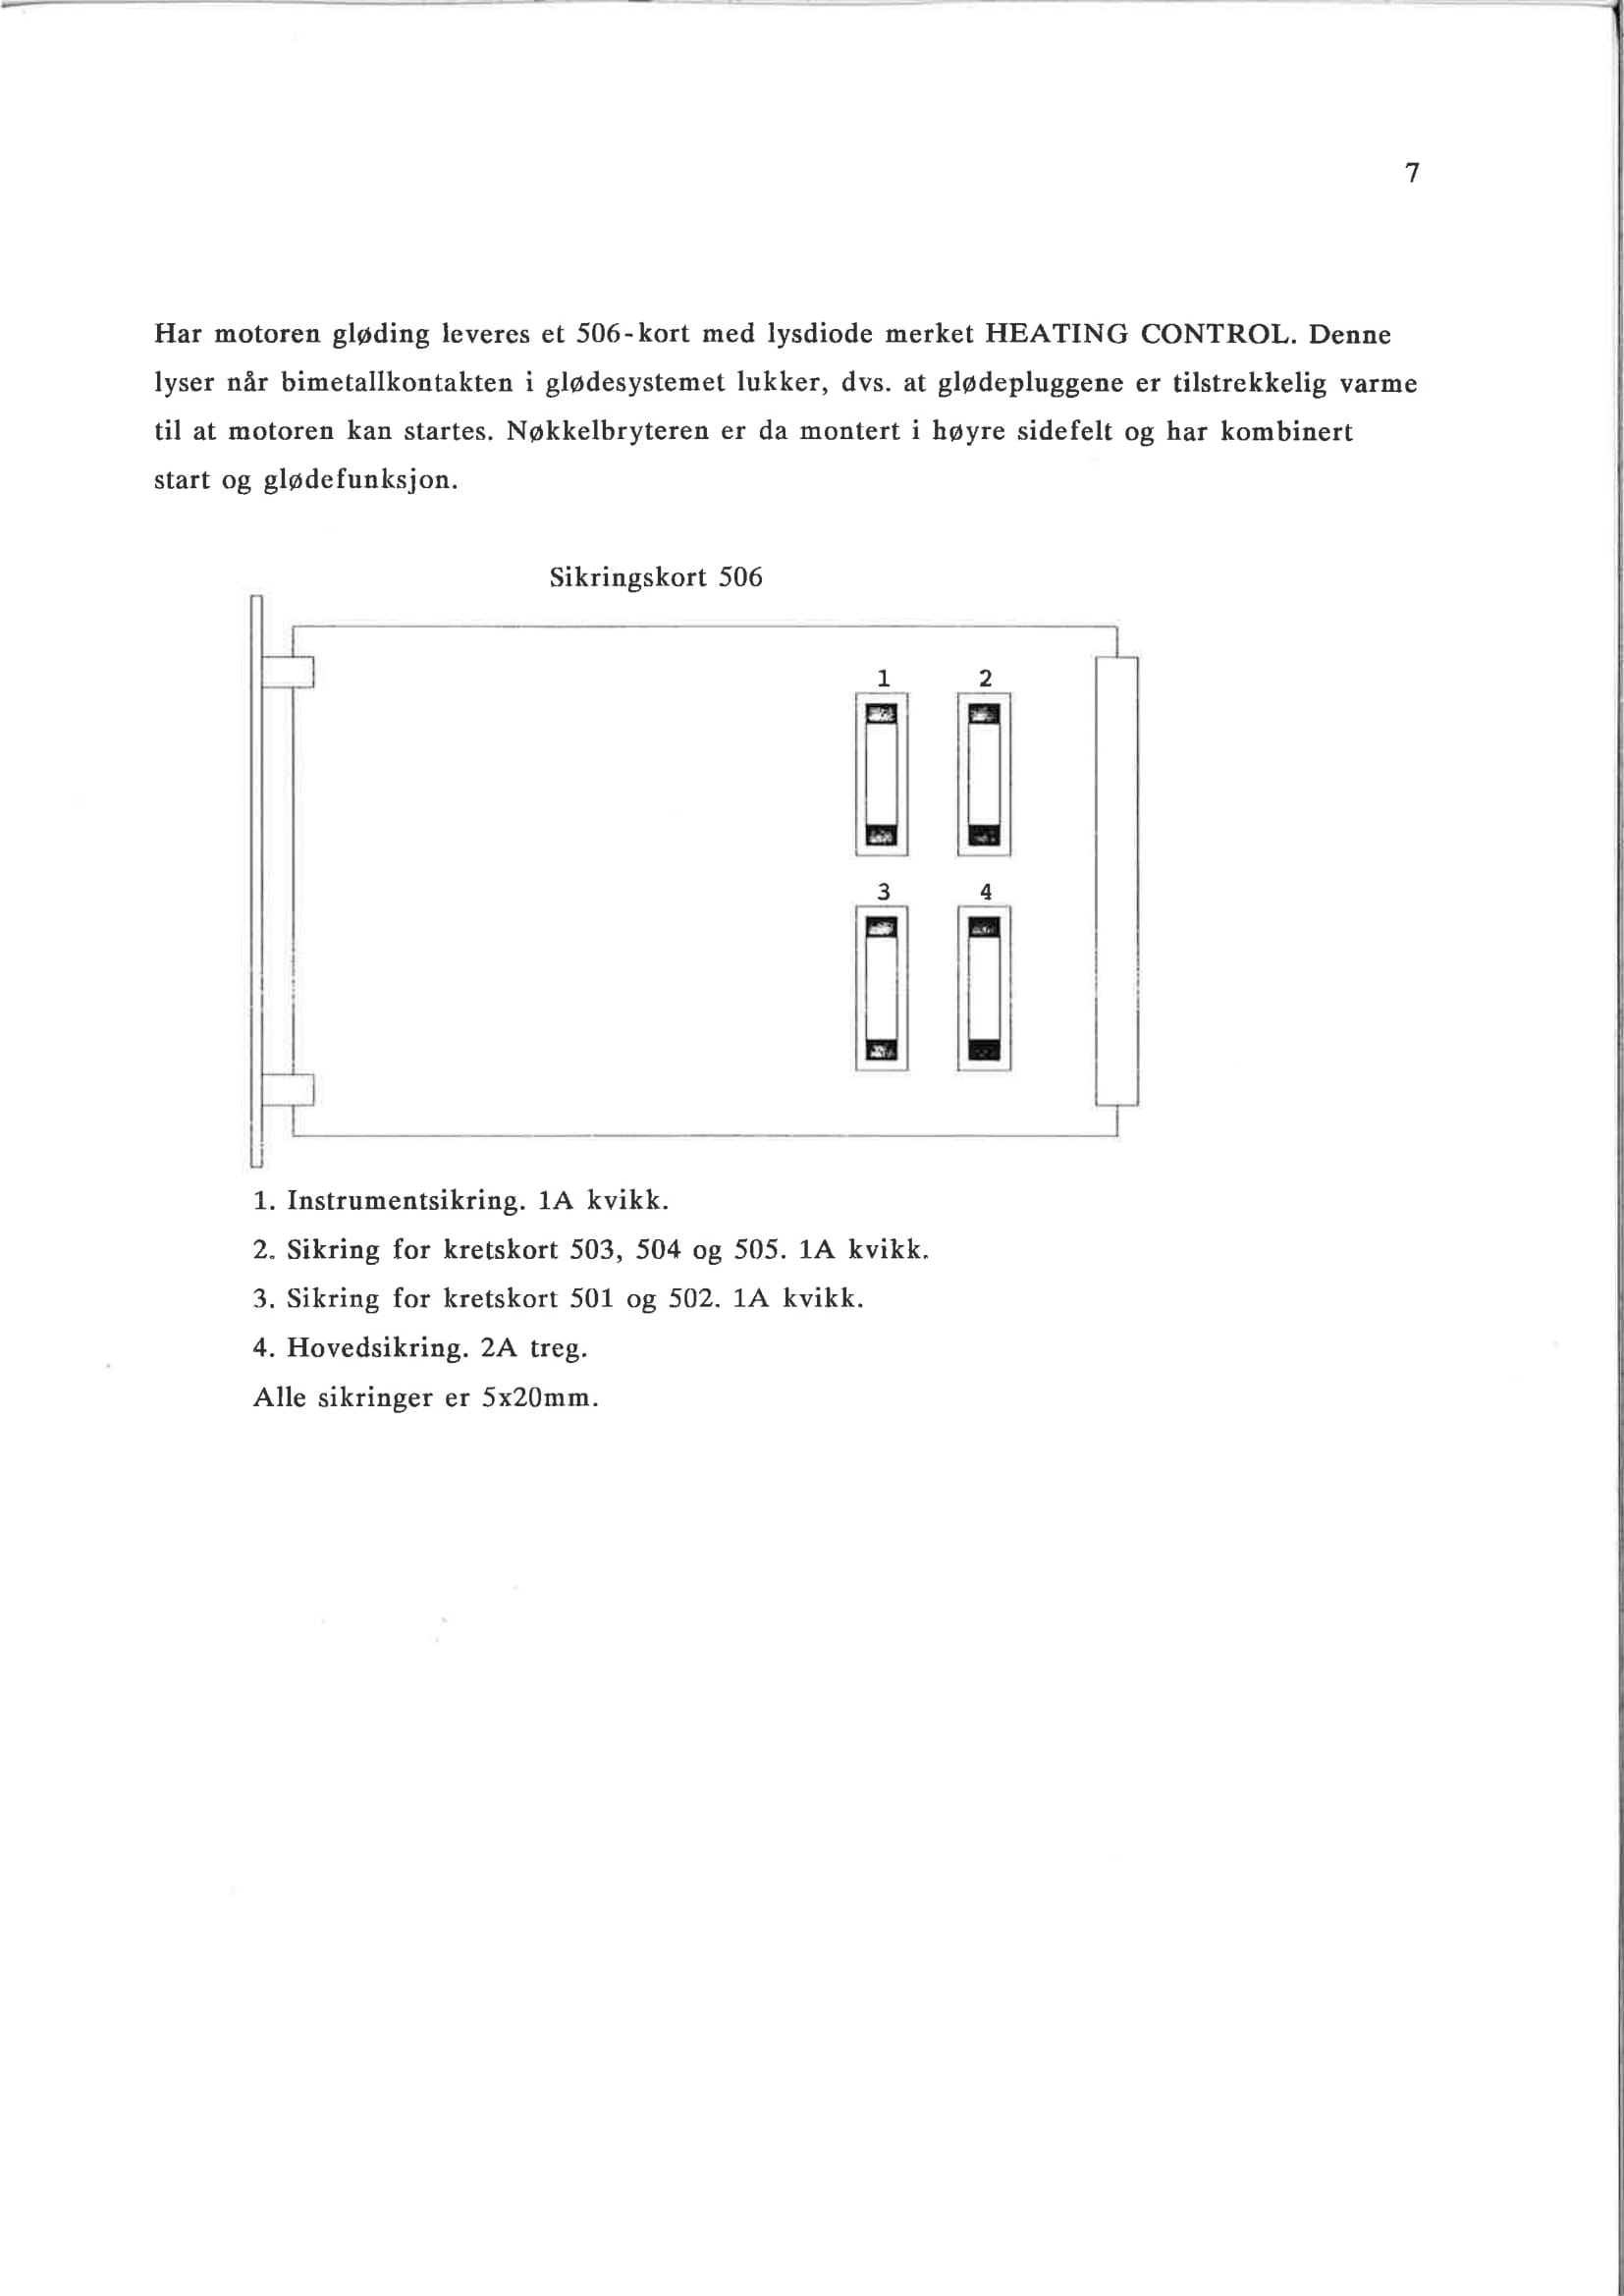 7
Har motoren gløding leveres et 506-kort med lysdiode merket HEATING CONTROL. Denne
lyser når bimetallkontakten i glødesystemet lukker, dvs. at glødepluggene er tilstrekkelig varme
til at motoren kan startes. Nøkkelbryteren er da montert i høyre sidefelt og har kombinert
start og glødefunksjon.
Sikringskort 506
1 2
3 4
1. Instrumentsikring. 1A kvikk.
2. Sikring for kretskort 503, 504 og 505. 1A kvikk.
3. Sikring for kretskort 501 og 502. 1A kvikk.
4. Hovedsikring. 2A treg.
Alle sikringer er 5x20mm.